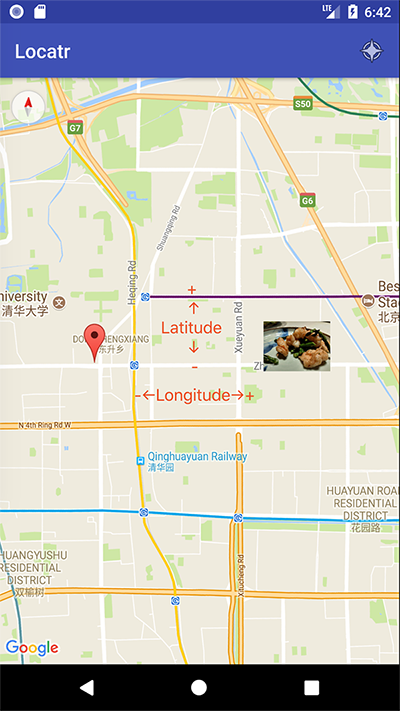 LTE 6:42
Locatr
S50
G7
G6
Shuangqing Rd
Heqing Rd
+
Latitude
-
Xueyuan Rd
University
清华大学
Bes
Stad
北京
DONGSHENGXIANG
东升乡
Zh
-←Longitude→+
N 4th Ring Rd W
Qinghuayuan Railway
清华园
HUAYUAN ROAD
RESIDENTIAL
DISTRICT
花园路
HUANGYUSHU
RESIDENTIAL
DISTRICT
双榆树
Xitucheng Rd
Google